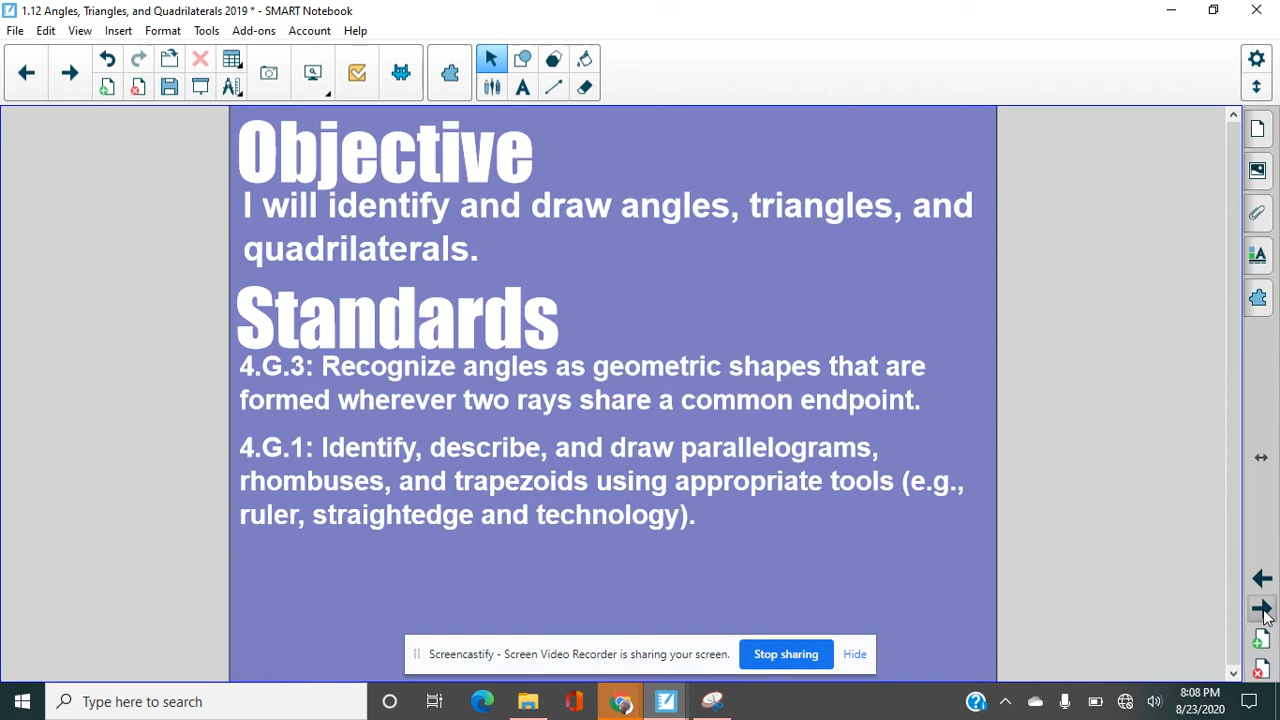 1.12 Angles, Triangles, and Quadrilaterals 2019 * - SMART Notebook
File Edit View Insert Format Tools Add-ons Account Help
Objective
I will identify and draw angles, triangles, and
quadrilaterals.
Standards
4.G.3: Recognize angles as geometric shapes that are
formed wherever two rays share a common endpoint.
4.G.1: Identify, describe, and draw parallelograms,
rhombuses, and trapezoids using appropriate tools (e.g.,
ruler, straightedge and technology).
Screencastify - Screen Video Recorder is sharing your screen. Stop sharing Hide
Type here to search
8:08 PM
8/23/2020